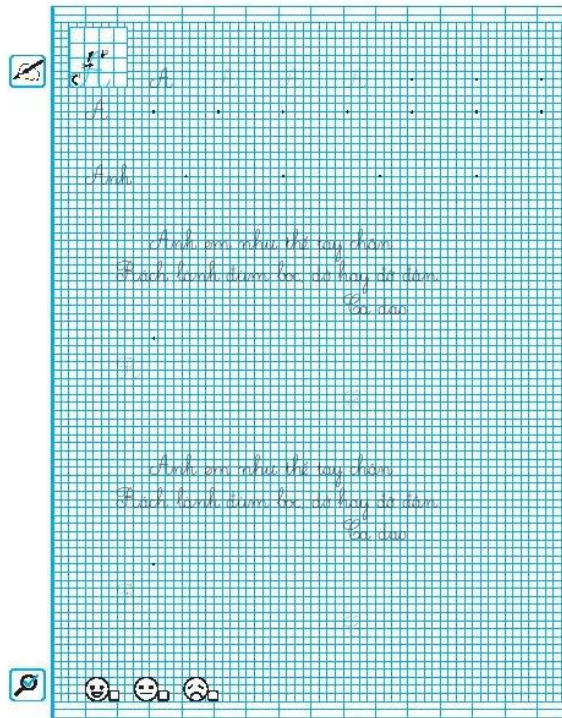 A
A
Anh
Anh em như thể tay chân
Rách lành đùm bọc, dở hay đỡ đần
Ca dao
Anh em như thể tay chân
Rách lành đùm bọc, dở hay đỡ đần
Ca dao